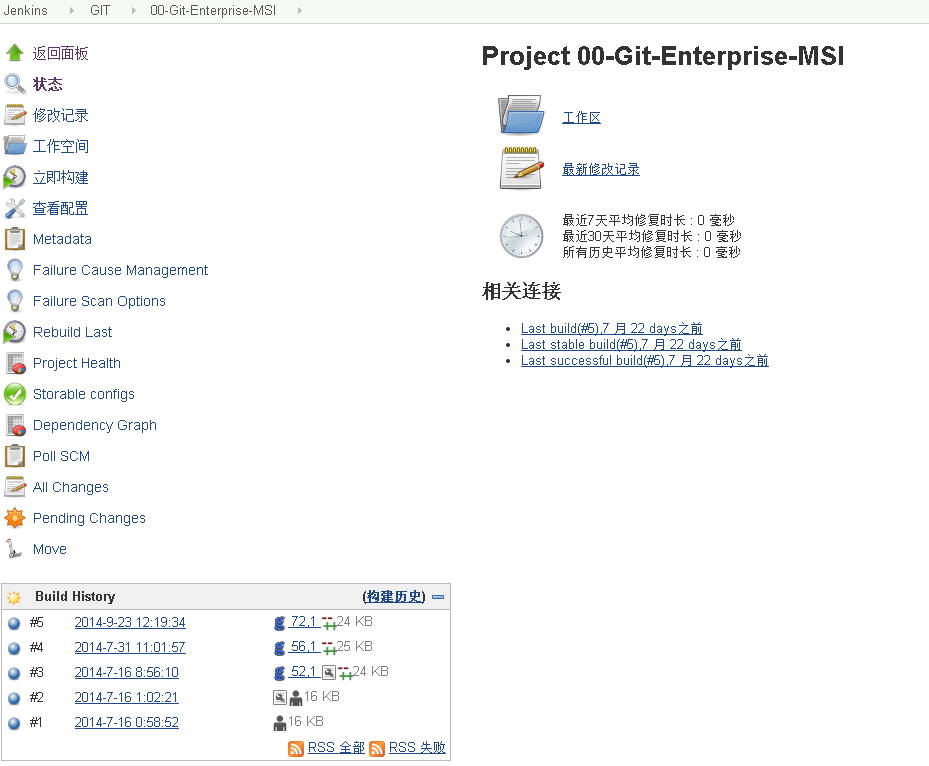 Jenkins GIT 00-Git-Enterprise-MSI
返回面板
状态
修改记录
工作空间
立即构建
查看配置
Metadata
Failure Cause Management
Failure Scan Options
Rebuild Last
Project Health
Storable configs
Dependency Graph
Poll SCM
All Changes
Pending Changes
Move
Build History (构建历史)
#5 2014-9-23 12:19:34 72,1 24 KB
#4 2014-7-31 11:01:57 56,1 25 KB
#3 2014-7-16 8:56:10 52,1 24 KB
#2 2014-7-16 1:02:21 16 KB
#1 2014-7-16 0:58:52 16 KB
RSS 全部 RSS 失败
Project 00-Git-Enterprise-MSI
工作区
最新修改记录
最近7天平均修复时长 : 0 毫秒
最近30天平均修复时长 : 0 毫秒
所有历史平均修复时长 : 0 毫秒
相关连接
Last build(#5),7 月 22 days之前
Last stable build(#5),7 月 22 days之前
Last successful build(#5),7 月 22 days之前